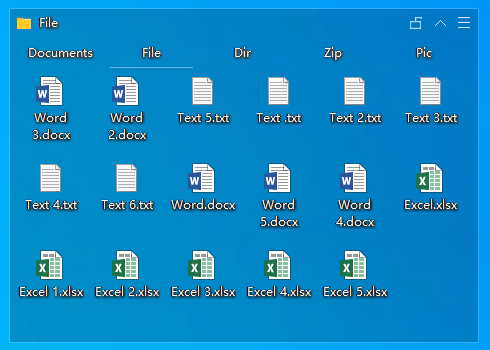 File
Documents File Dir Zip Pic
Word 3.docx
Word 2.docx
Text 5.txt
Text .txt
Text 2.txt
Text 3.txt
Text 4.txt
Text 6.txt
Word.docx
Word 5.docx
Word 4.docx
Excel.xlsx
Excel 1.xlsx
Excel 2.xlsx
Excel 3.xlsx
Excel 4.xlsx
Excel 5.xlsx